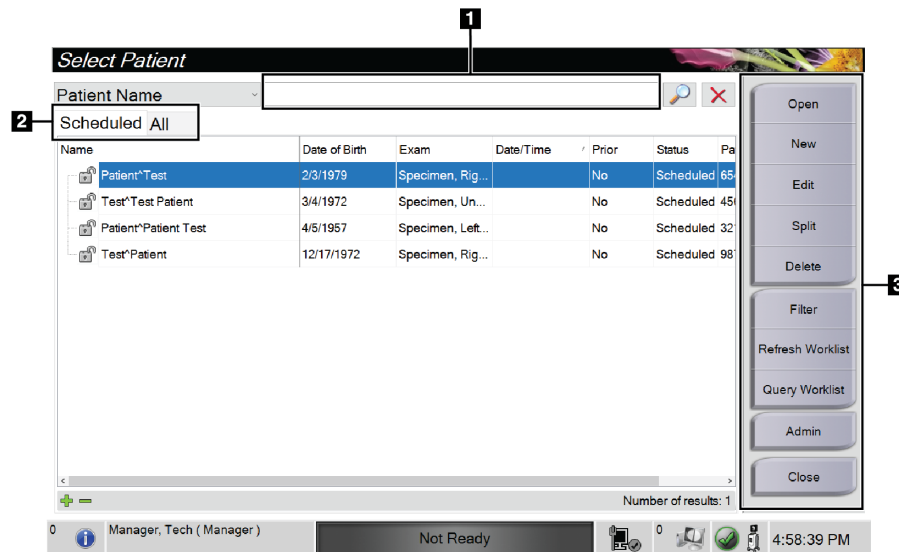 1
Select Patient
Patient Name
2
Scheduled All
Name Date of Birth Exam Date/Time Prior Status Pa
Patient^Test 2/3/1979 Specimen, Rig... No Scheduled 654
Test^Test Patient 3/4/1972 Specimen, Un... No Scheduled 456
Patient^Patient Test 4/5/1957 Specimen, Left... No Scheduled 32
Test^Patient 12/17/1972 Specimen, Rig... No Scheduled 98
Number of results: 1
Open
New
Edit
Split
Delete
3
Filter
Refresh Worklist
Query Worklist
Admin
Close
0 Manager, Tech ( Manager ) Not Ready 0 4:58:39 PM